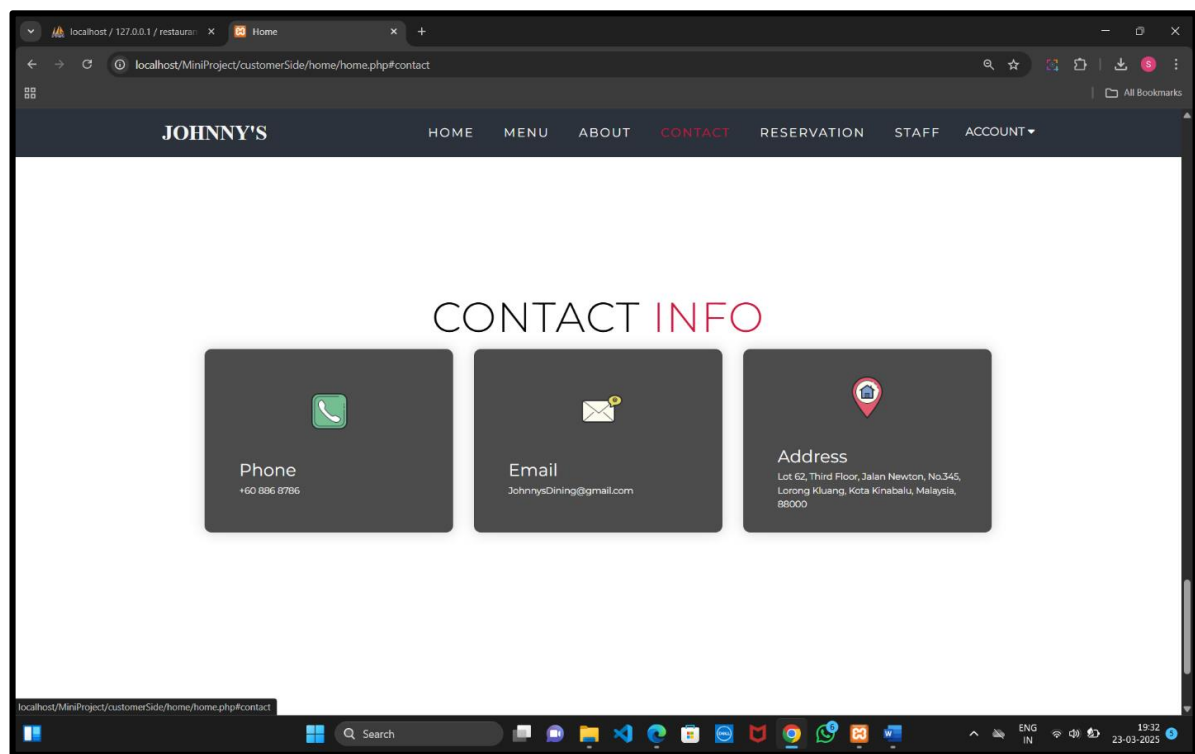 localhost / 127.0.0.1 / restauran
Home
localhost/MiniProject/customerSide/home/home.php#contact
S
All Bookmarks
JOHNNY'S HOME MENU ABOUT CONTACT RESERVATION STAFF ACCOUNT
CONTACT INFO
Phone
+60 886 8786
Email
JohnnysDining@gmail.com
Address
Lot 62, Third Floor, Jalan Newton, No.345,
Lorong Kluang, Kota Kinabalu, Malaysia,
88000
localhost/MiniProject/customerSide/home/home.php#contact
Search
ENG
IN
19:32
23-03-2025